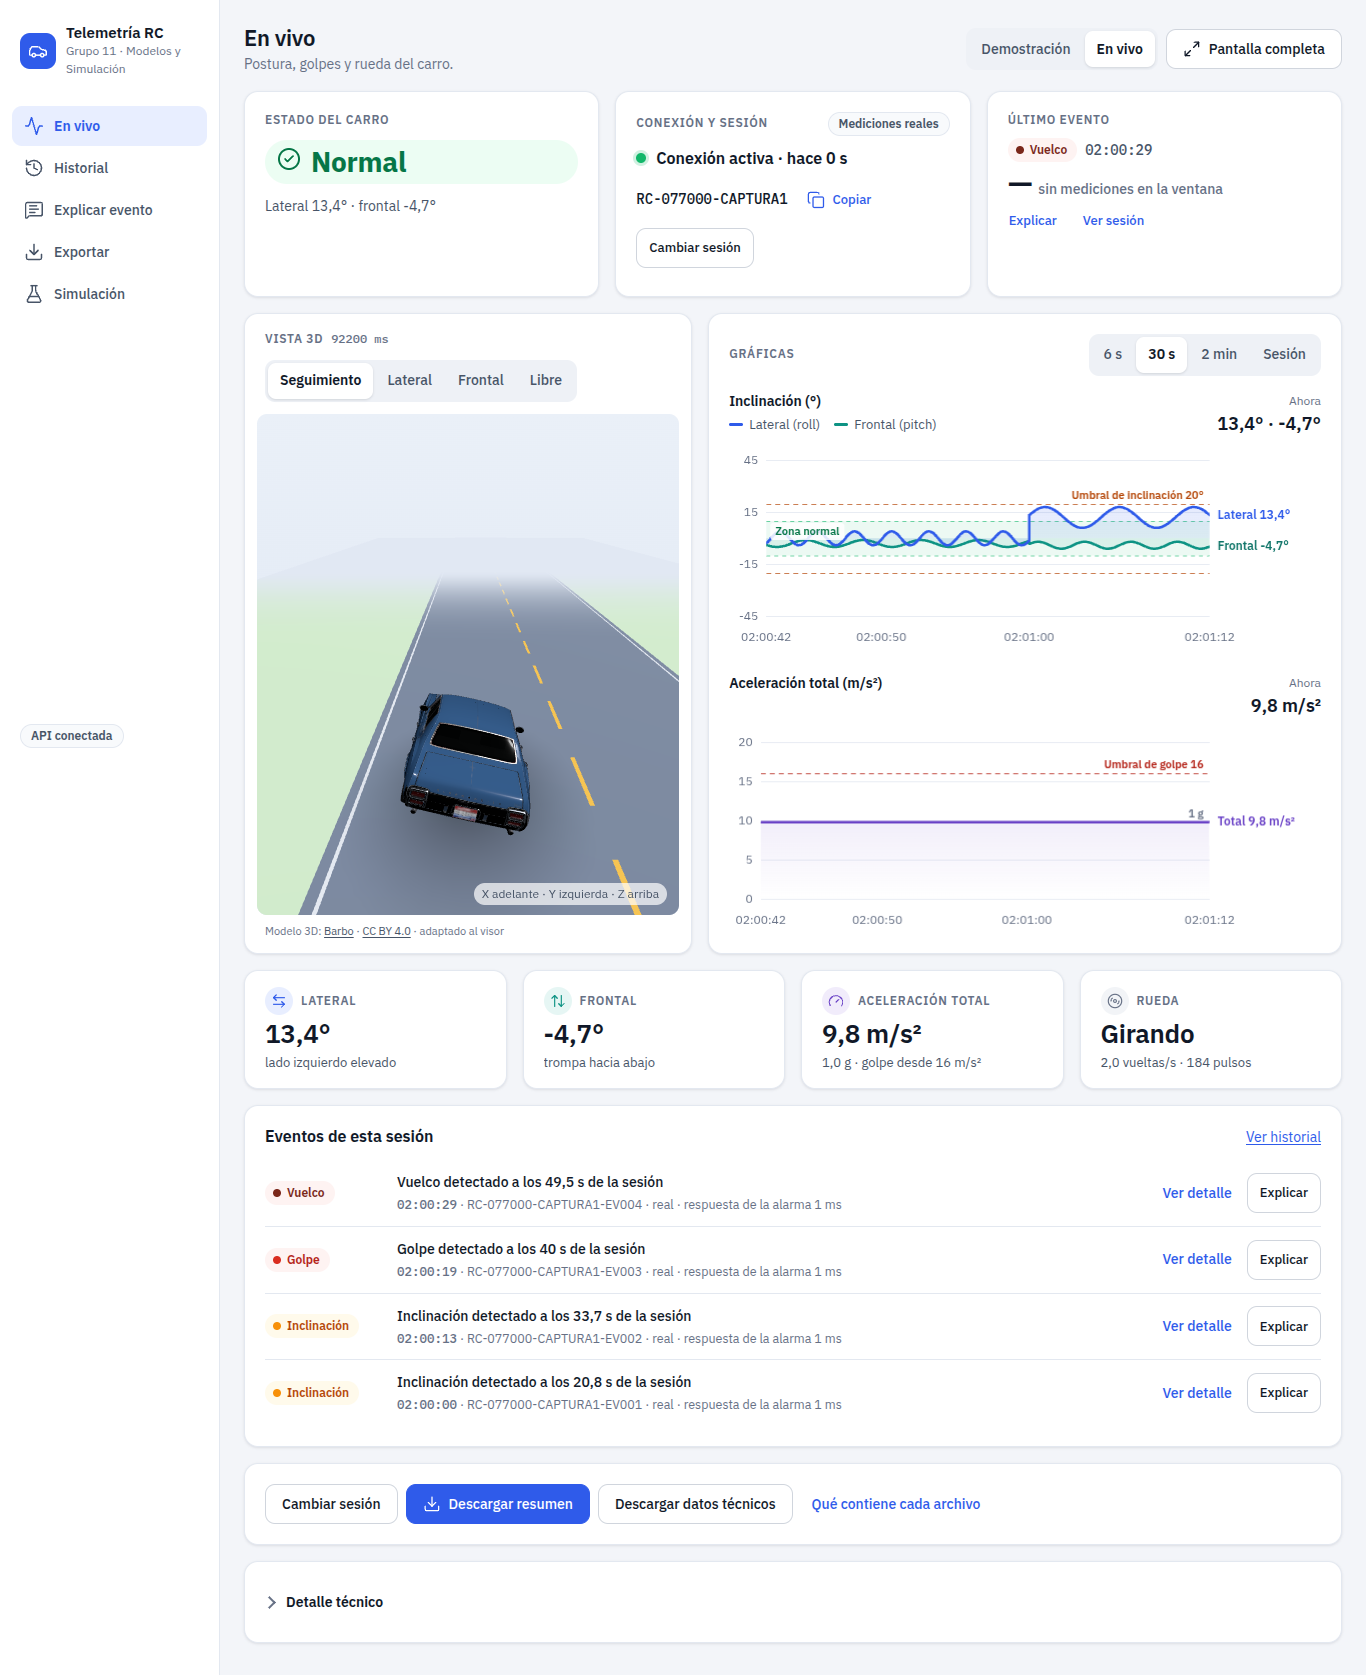 Telemetría RC
Grupo 11 · Modelos y
Simulación
En vivo
Historial
Explicar evento
Exportar
Simulación
API conectada
En vivo
Postura, golpes y rueda del carro.
Demostración
En vivo
Pantalla completa
ESTADO DEL CARRO
Normal
Lateral 13,4° · frontal -4,7°
CONEXIÓN Y SESIÓN
Mediciones reales
Conexión activa · hace 0 s
RC-077000-CAPTURA1
Copiar
Cambiar sesión
ÚLTIMO EVENTO
Vuelco 02:00:29
— sin mediciones en la ventana
Explicar
Ver sesión
VISTA 3D 92200 ms
Seguimiento
Lateral
Frontal
Libre
X adelante · Y izquierda · Z arriba
Modelo 3D: Barbo · CC BY 4.0 · adaptado al visor
GRÁFICAS
6 s
30 s
2 min
Sesión
Inclinación (°)
Ahora
Lateral (roll)
Frontal (pitch)
13,4° · -4,7°
45
Umbral de inclinación 20°
15
Lateral 13,4°
Zona normal
Frontal -4,7°
-15
-45
02:00:42
02:00:50
02:01:00
02:01:12
Aceleración total (m/s²)
Ahora
9,8 m/s²
20
Umbral de golpe 16
15
1 g
10
Total 9,8 m/s²
5
0
02:00:42
02:00:50
02:01:00
02:01:12
LATERAL
13,4°
lado izquierdo elevado
FRONTAL
-4,7°
trompa hacia abajo
ACELERACIÓN TOTAL
9,8 m/s²
1,0 g · golpe desde 16 m/s²
RUEDA
Girando
2,0 vueltas/s · 184 pulsos
Eventos de esta sesión
Ver historial
Vuelco
Vuelco detectado a los 49,5 s de la sesión
02:00:29 · RC-077000-CAPTURA1-EV004 · real · respuesta de la alarma 1 ms
Ver detalle
Explicar
Golpe
Golpe detectado a los 40 s de la sesión
02:00:19 · RC-077000-CAPTURA1-EV003 · real · respuesta de la alarma 1 ms
Ver detalle
Explicar
Inclinación
Inclinación detectado a los 33,7 s de la sesión
02:00:13 · RC-077000-CAPTURA1-EV002 · real · respuesta de la alarma 1 ms
Ver detalle
Explicar
Inclinación
Inclinación detectado a los 20,8 s de la sesión
02:00:00 · RC-077000-CAPTURA1-EV001 · real · respuesta de la alarma 1 ms
Ver detalle
Explicar
Cambiar sesión
Descargar resumen
Descargar datos técnicos
Qué contiene cada archivo
Detalle técnico